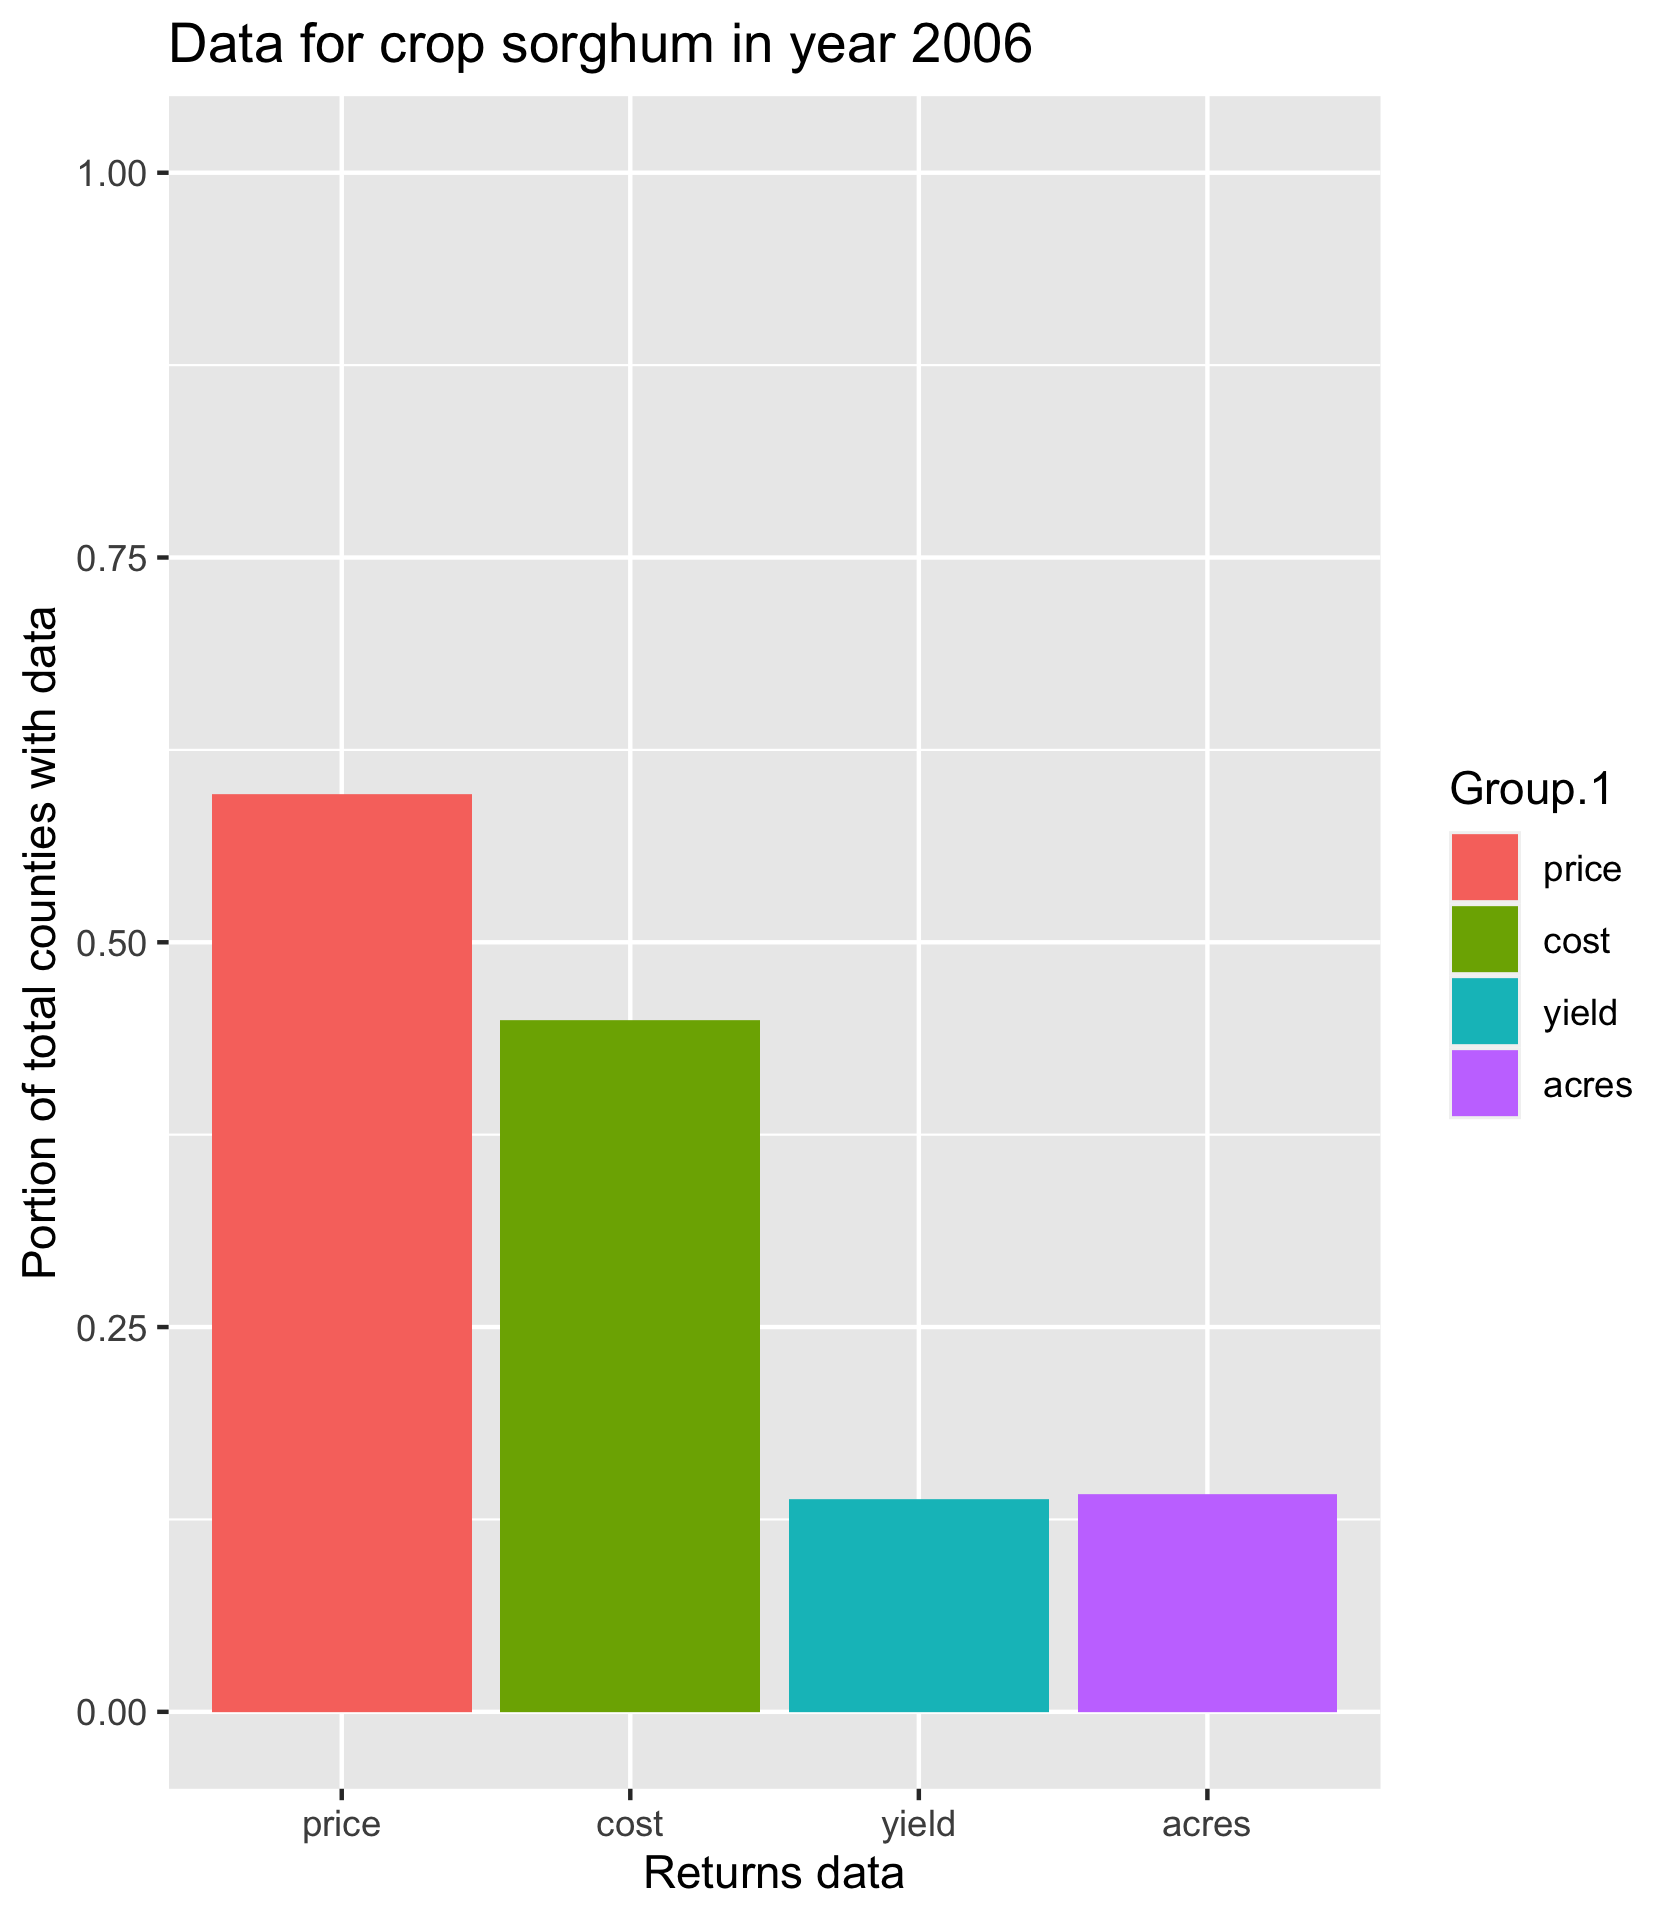 Data for crop sorghum in year 2006
Portion of total counties with data
1.00
0.75
0.50
0.25
0.00
price cost yield acres
Returns data
Group.1
price
cost
yield
acres